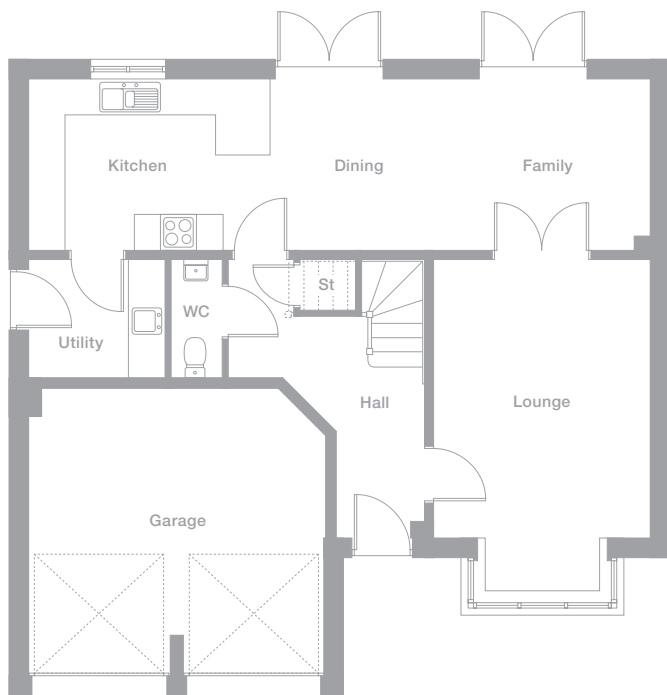 Kitchen
Dining
Family
St
WC
Utility
Hall
Lounge
Garage